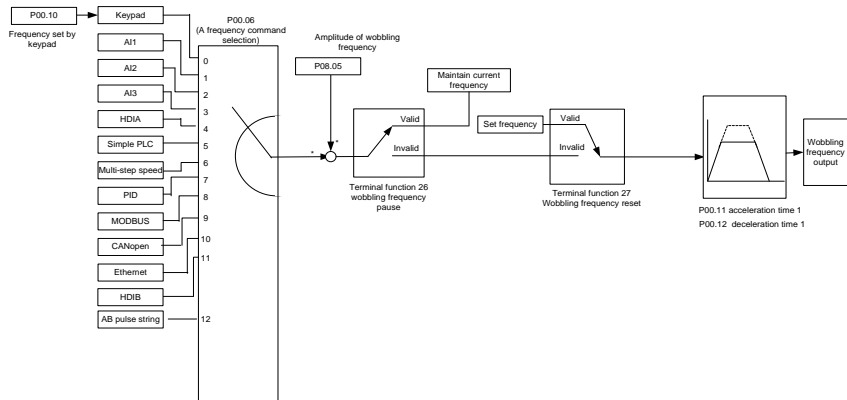 P00.10
Frequency set by
keypad
Keypad
AI1
AI2
AI3
HDIA
Simple PLC
Multi-step speed
PID
MODBUS
CANopen
Ethernet
HDIB
AB pulse string
P00.06
(A frequency command
selection)
0
1
2
3
4
5
6
7
8
9
10
11
12
Amplitude of wobbling
frequency
P08.05
*
*
Valid
Invalid
Terminal function 26
wobbling frequency
pause
Maintain current
frequency
Set frequency
Valid
Invalid
Terminal function 27
Wobbling frequency reset
P00.11 acceleration time 1
P00.12 deceleration time 1
Wobbling
frequency
output